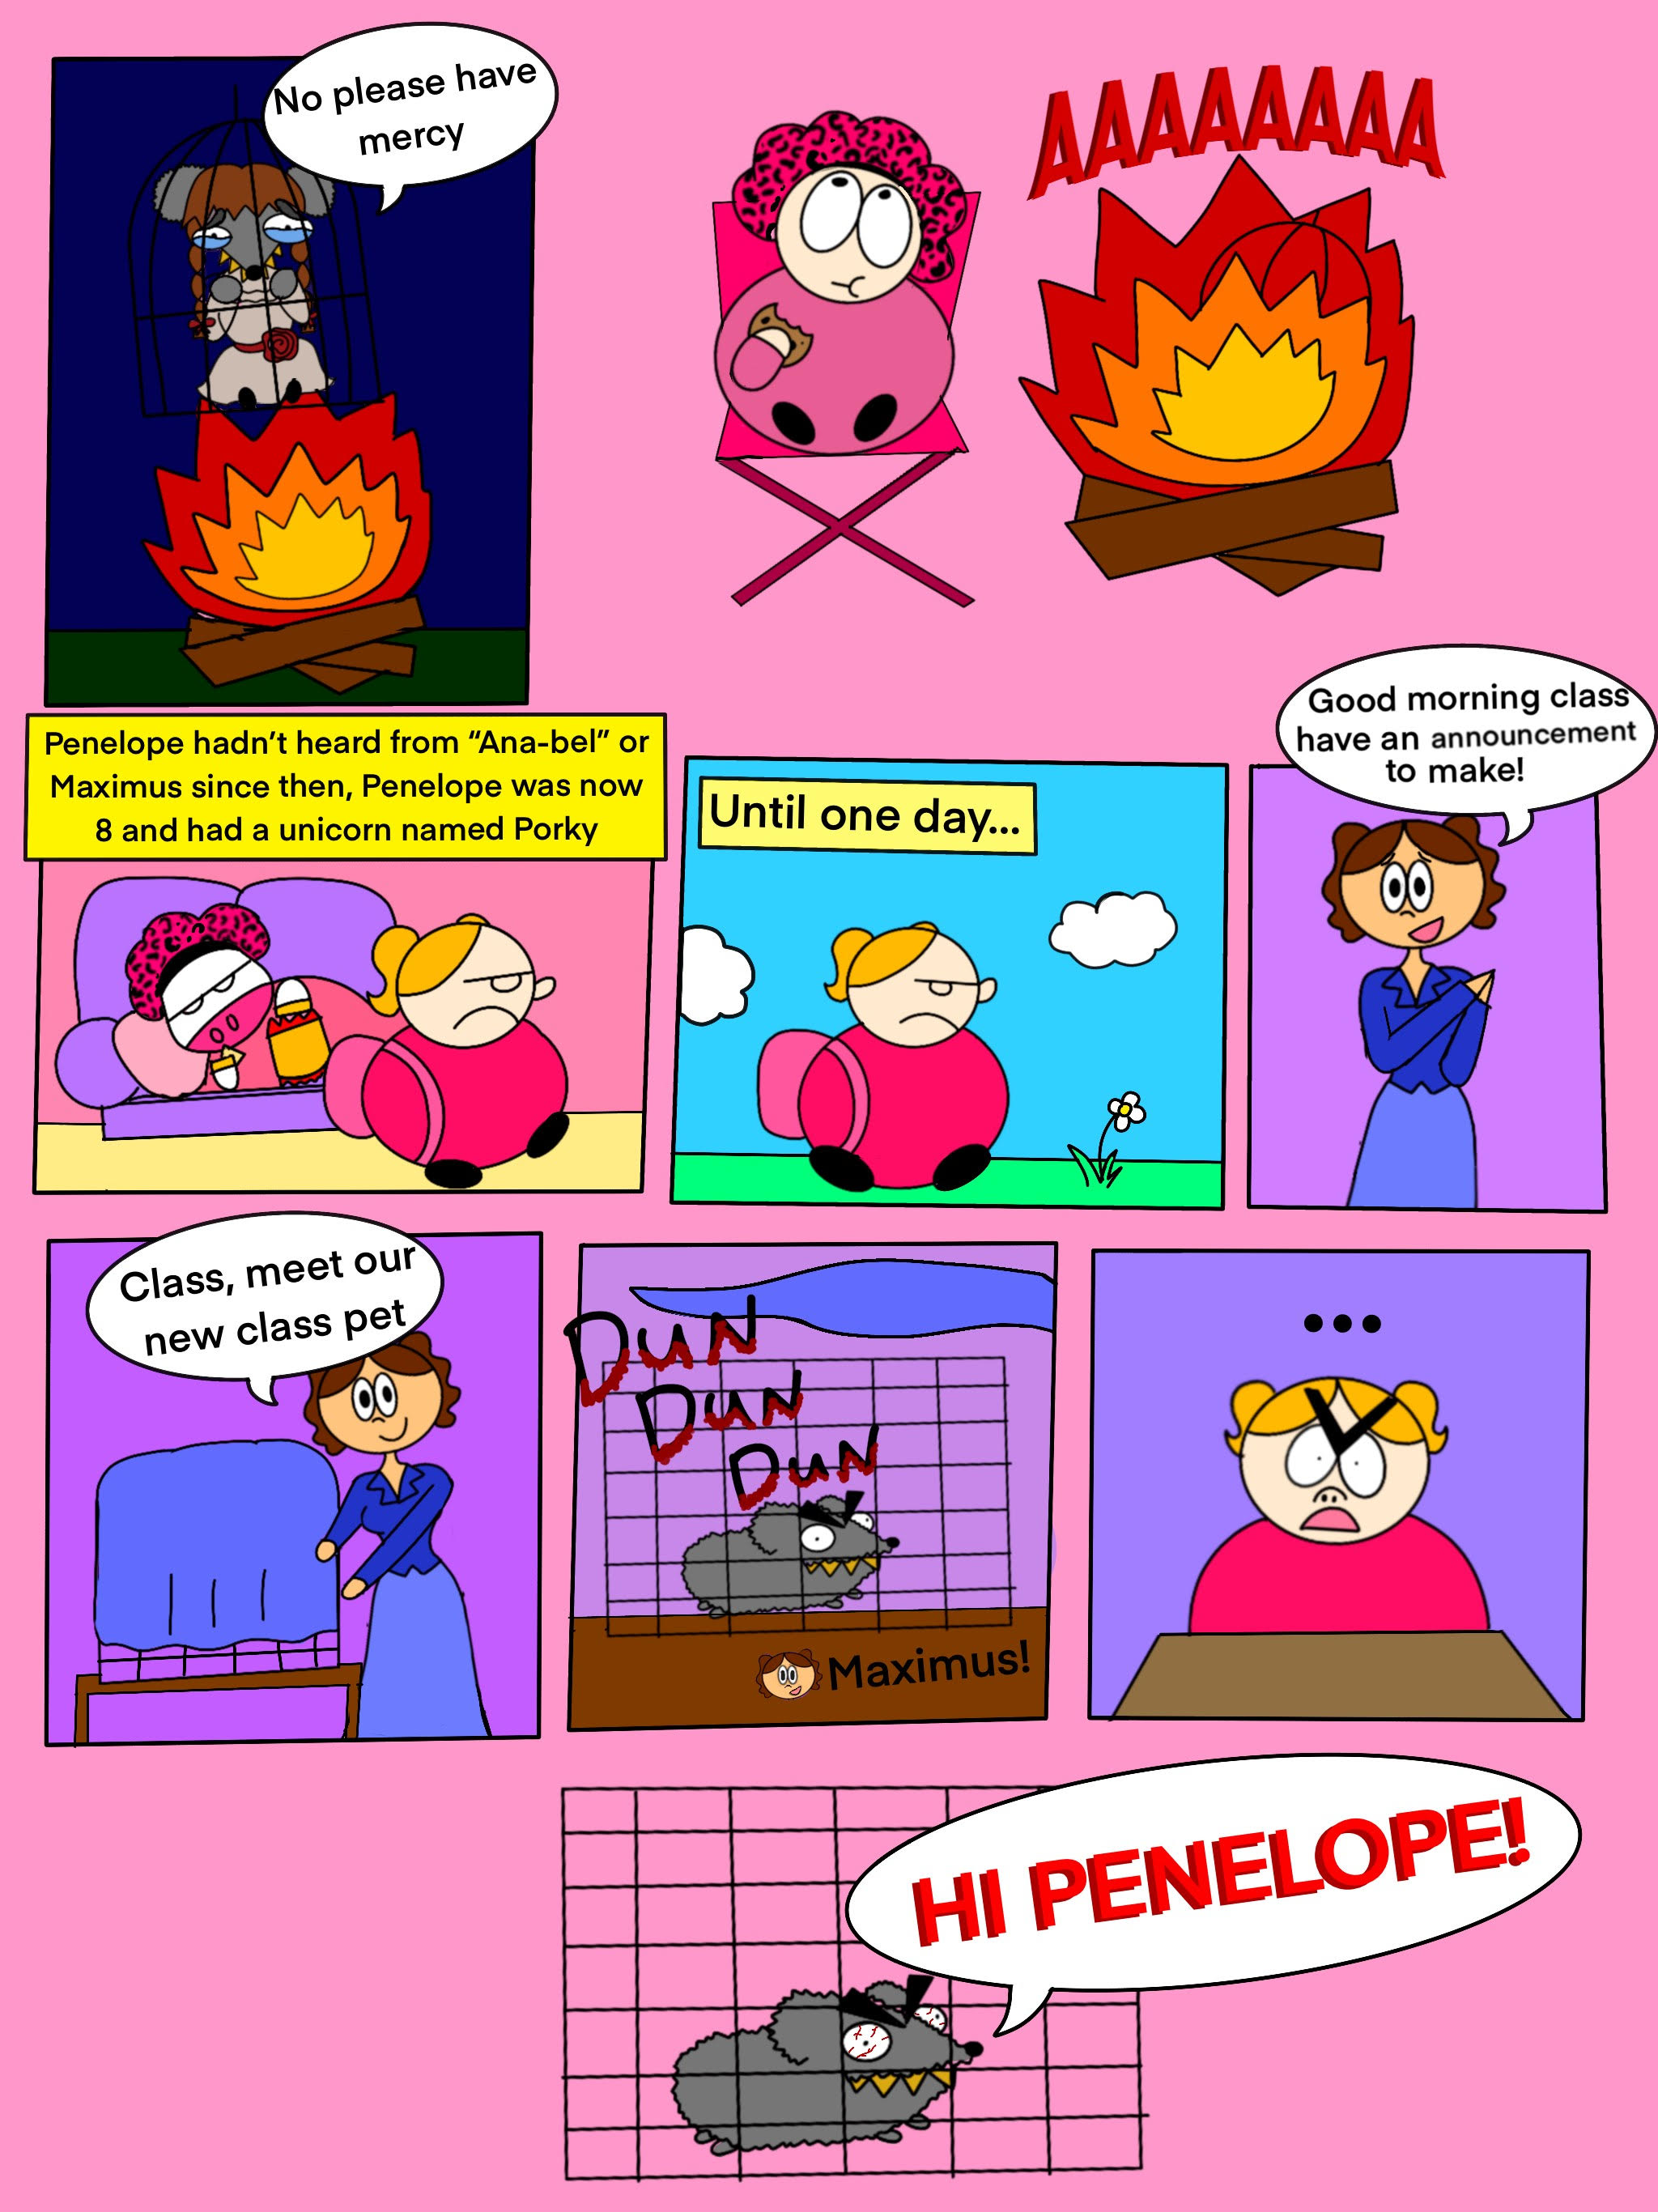 No please have
mercy
AAAAAAAA
Penelope hadn't heard from “Ana-bel” or
Maximus since then, Penelope was now
8 and had a unicorn named Porky
Until one day...
Good morning class
have an announcement
to make!
Class, meet our
new class pet
DUN
DUN
DUN
Maximus!
...
HI PENELOPE!